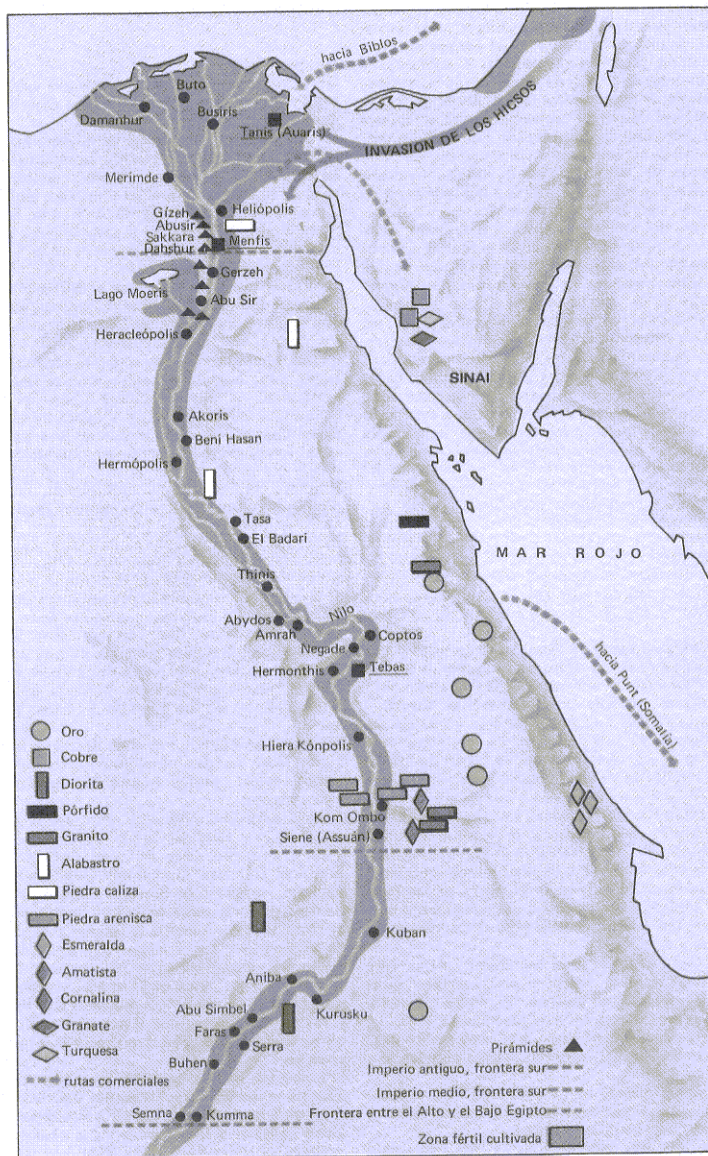 hacia Biblos
Buto
Damanhur
Busiris
Tanis (Auaris)
INVASION DE LOS HICSOS
Merimde
Gízeh
Heliópolis
Abusir
Sakkara
Menfis
Dahshur
Gerzeh
Lago Moeris
Abu Sir
Heracleópolis
SINAI
Akoris
Beni Hasan
Hermópolis
Tasa
El Badari
MAR ROJO
Thinis
Nilo
Abydos
Amrah
Coptos
Negade
Hermonthis
Tebas
hacia Punt (Somalía)
Hiera Kónpolis
Kom Ombo
Siene (Assuán)
Kuban
Aniba
Kurusku
Abu Simbel
Faras
Serra
Buhen
Semna
Kumma
Oro
Cobre
Diorita
Pórfido
Granito
Alabastro
Piedra caliza
Piedra arenisca
Esmeralda
Amatista
Cornalina
Granate
Turquesa
rutas comerciales
Pirámides
Imperio antiguo, frontera sur
Imperio medio, frontera sur
Frontera entre el Alto y el Bajo Egipto
Zona fértil cultivada